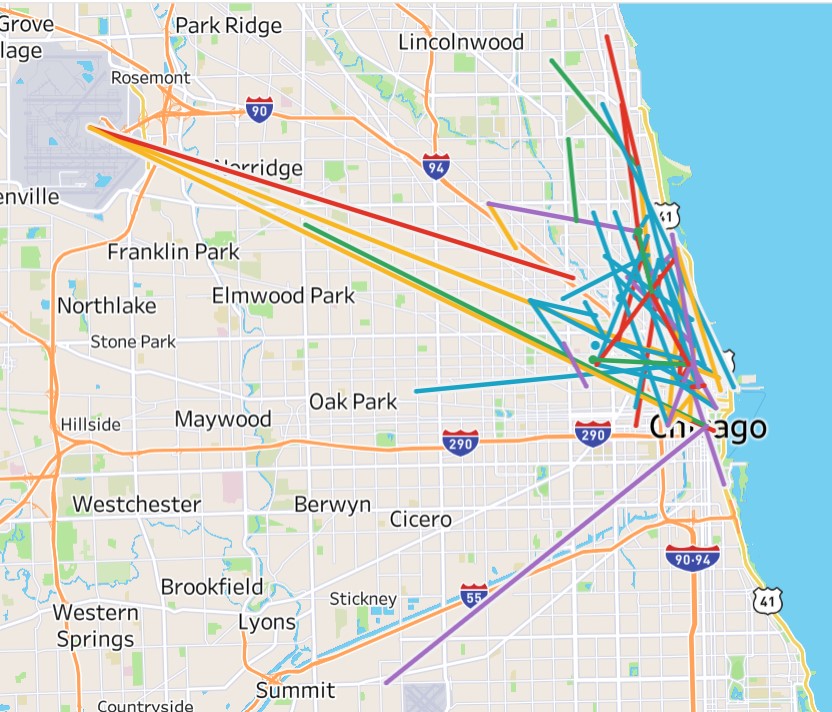 Grove
lage
Park Ridge
Lincolnwood
Rosemont
90
94
Norridge
enville
41
Franklin Park
Elmwood Park
Northlake
Stone Park
Oak Park
Maywood
Hillside
290
290
Chicago
Westchester
Berwyn
Cicero
90-94
Brookfield
Stickney
55
41
Western
Springs
Lyons
Summit
Countryside